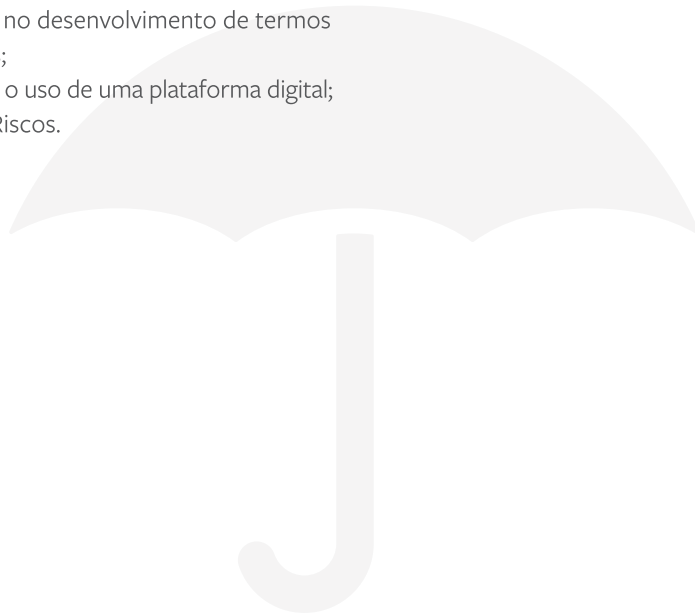 no desenvolvimento de termos
;
o uso de uma plataforma digital;
Riscos.